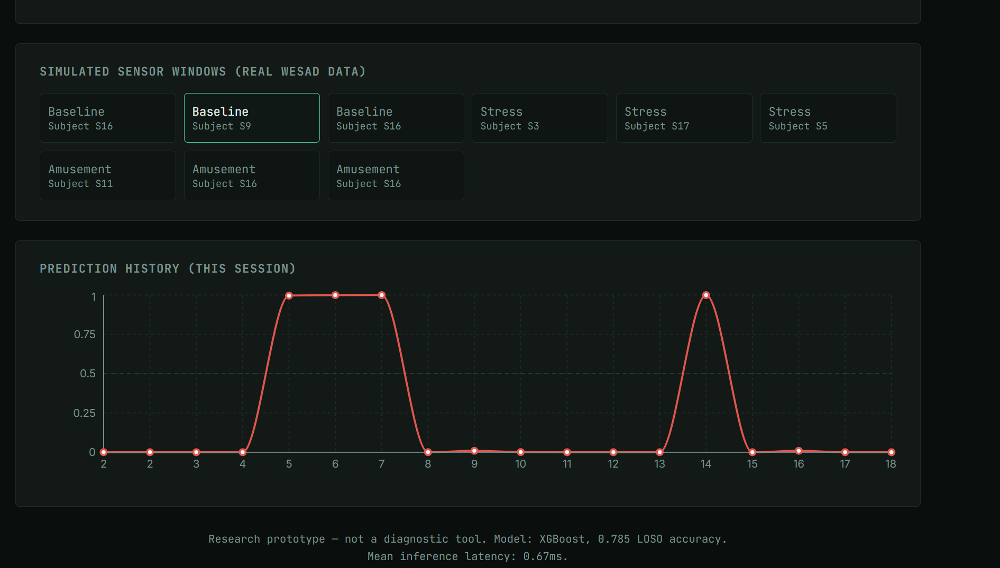 SIMULATED SENSOR WINDOWS (REAL WESAD DATA)
Baseline
Subject S16
Baseline
Subject S9
Baseline
Subject S16
Stress
Subject S3
Stress
Subject S17
Stress
Subject S5
Amusement
Subject S11
Amusement
Subject S16
Amusement
Subject S16
PREDICTION HISTORY (THIS SESSION)
1
0.75
0.5
0.25
0
2 2 3 4 5 6 7 8 9 10 11 12 13 14 15 16 17 18
Research prototype — not a diagnostic tool. Model: XGBoost, 0.785 LOSO accuracy.
Mean inference latency: 0.67ms.